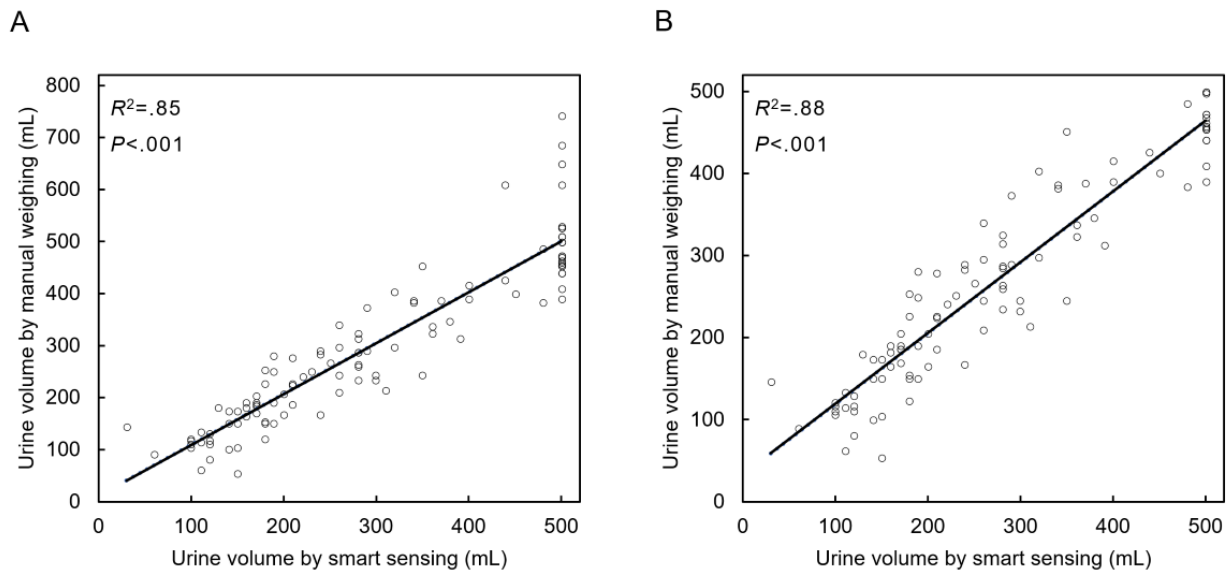 A
Urine volume by manual weighing (mL)
800
700
600
500
400
300
200
100
0
R²=.85
P<.001
0 100 200 300 400 500
Urine volume by smart sensing (mL)
B
Urine volume by manual weighing (mL)
500
400
300
200
100
0
R²=.88
P<.001
0 100 200 300 400 500
Urine volume by smart sensing (mL)